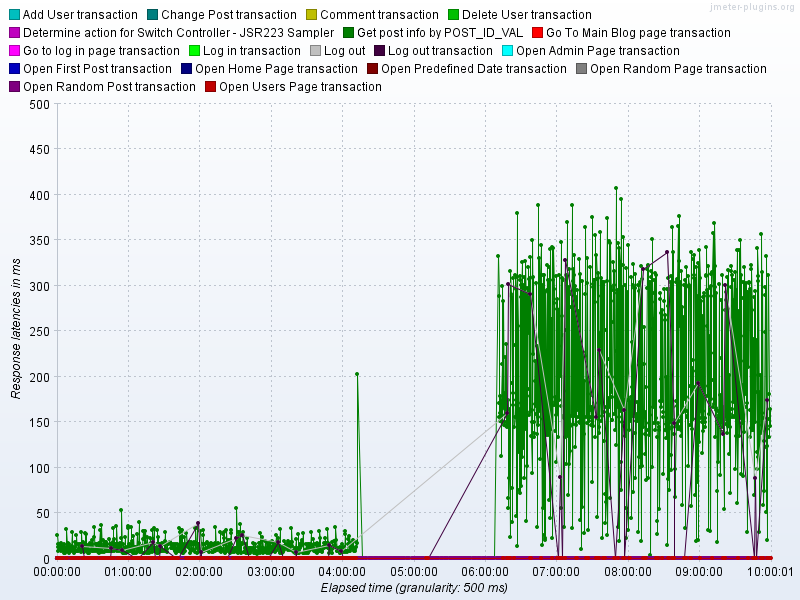 jmeter-plugins.org
Add User transaction Change Post transaction Comment transaction Delete User transaction
Determine action for Switch Controller - JSR223 Sampler Get post info by POST_ID_VAL Go To Main Blog page transaction
Go to log in page transaction Log in transaction Log out Log out transaction Open Admin Page transaction
Open First Post transaction Open Home Page transaction Open Predefined Date transaction Open Random Page transaction
Open Random Post transaction Open Users Page transaction
500
450
400
350
300
250
200
150
100
50
0
Response latencies in ms
00:00:00 01:00:00 02:00:00 03:00:00 04:00:00 05:00:00 06:00:00 07:00:00 08:00:00 09:00:00 10:00:01
Elapsed time (granularity: 500 ms)